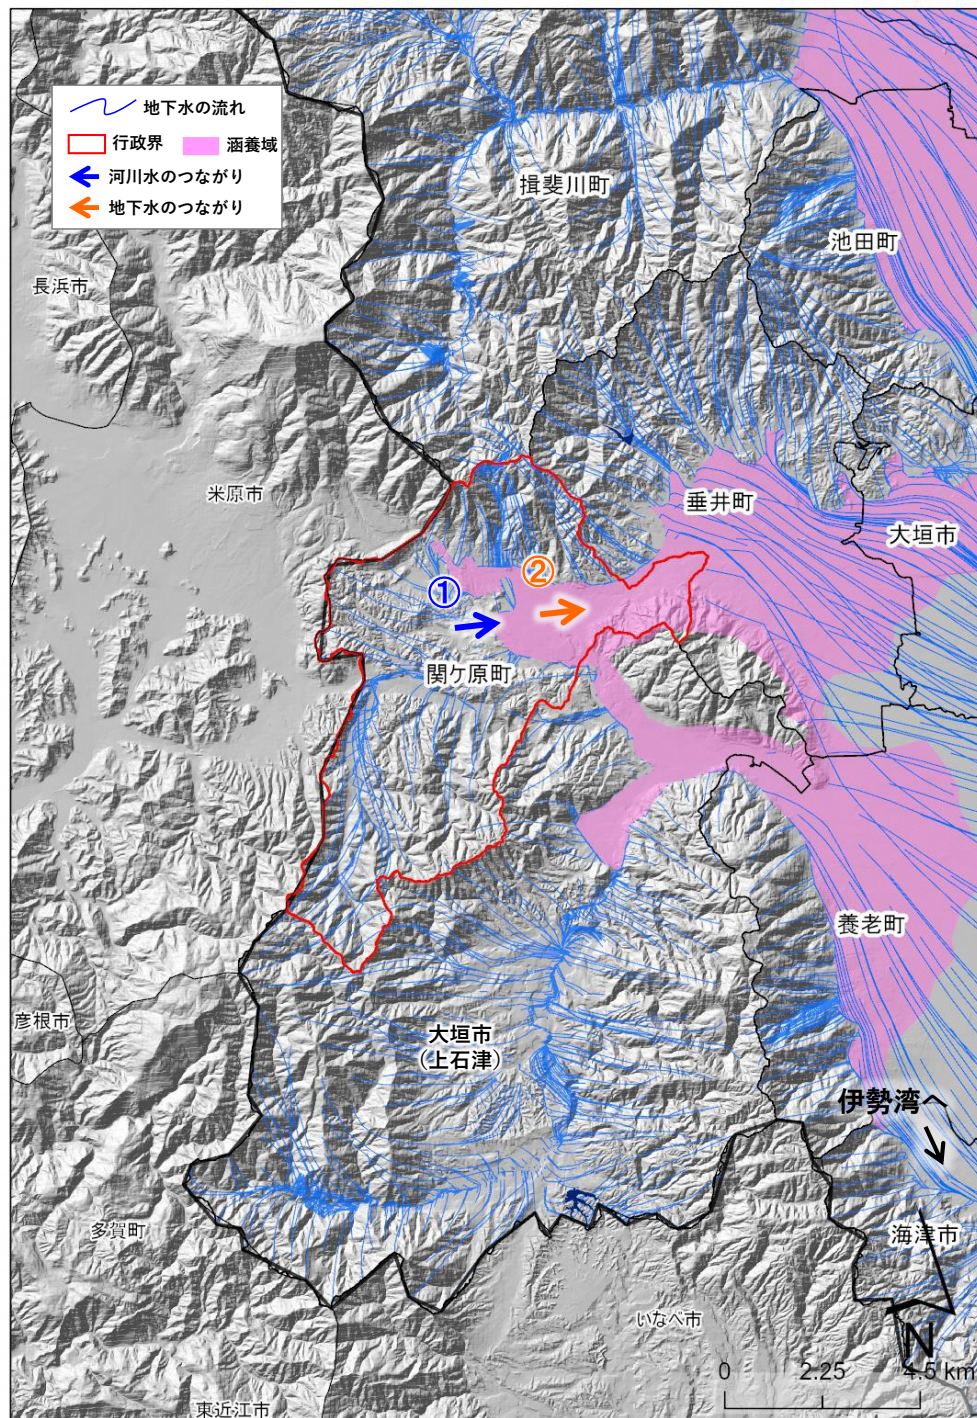 地下水の流れ
行政界
涵養域
河川水のつながり
地下水のつながり
揖斐川町
池田町
長浜市
米原市
垂井町
大垣市
①
②
関ケ原町
養老町
彦根市
大垣市
（上石津）
伊勢湾へ
多賀町
海津市
いなべ市
N
0 2.25 4.5 km
東近江市